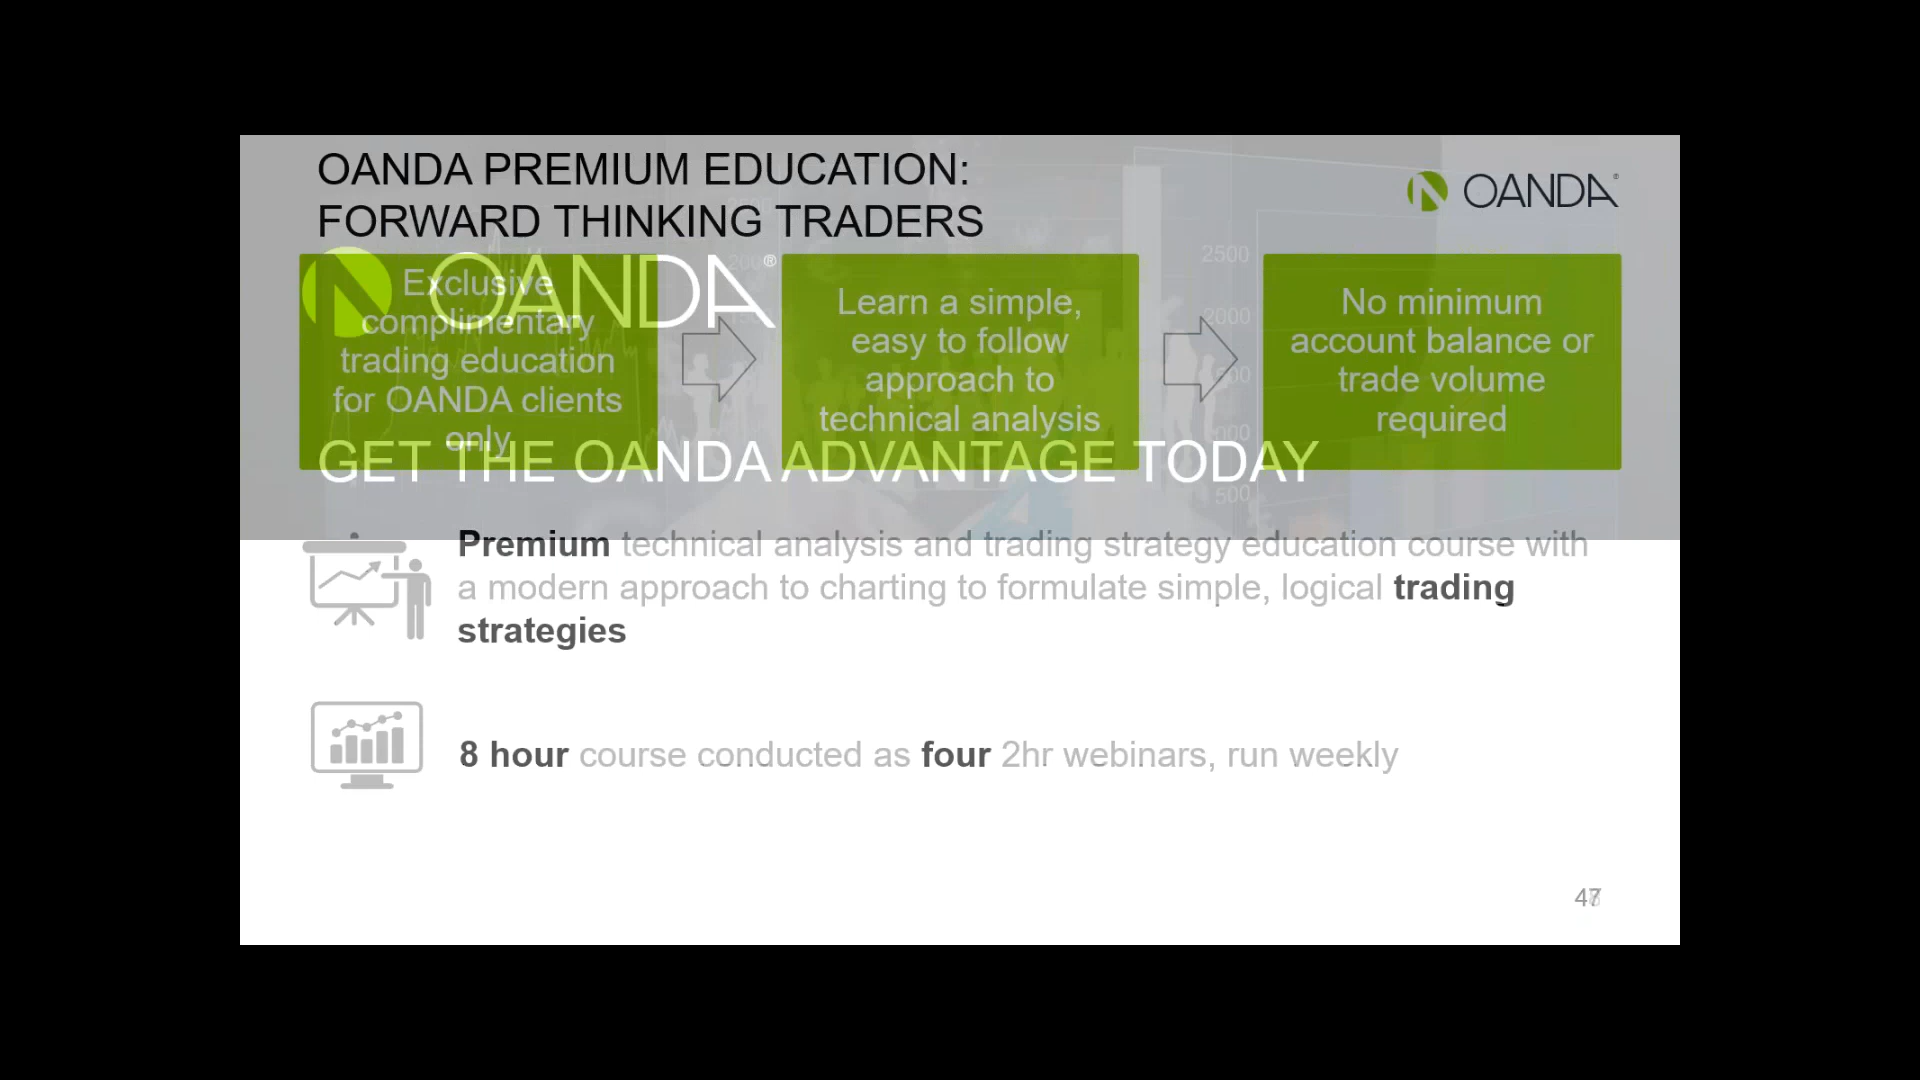 OANDA PREMIUM EDUCATION:
FORWARD THINKING TRADERS
OANDA®
OANDA®
Exclusive
complimentary
trading education
for OANDA clients
only
Learn a simple,
easy to follow
approach to
technical analysis
No minimum
account balance or
trade volume
required
2500
2000
500
GET THE OANDA ADVANTAGE TODAY
Premium technical analysis and trading strategy education course with
a modern approach to charting to formulate simple, logical trading
strategies
8 hour course conducted as four 2hr webinars, run weekly
47